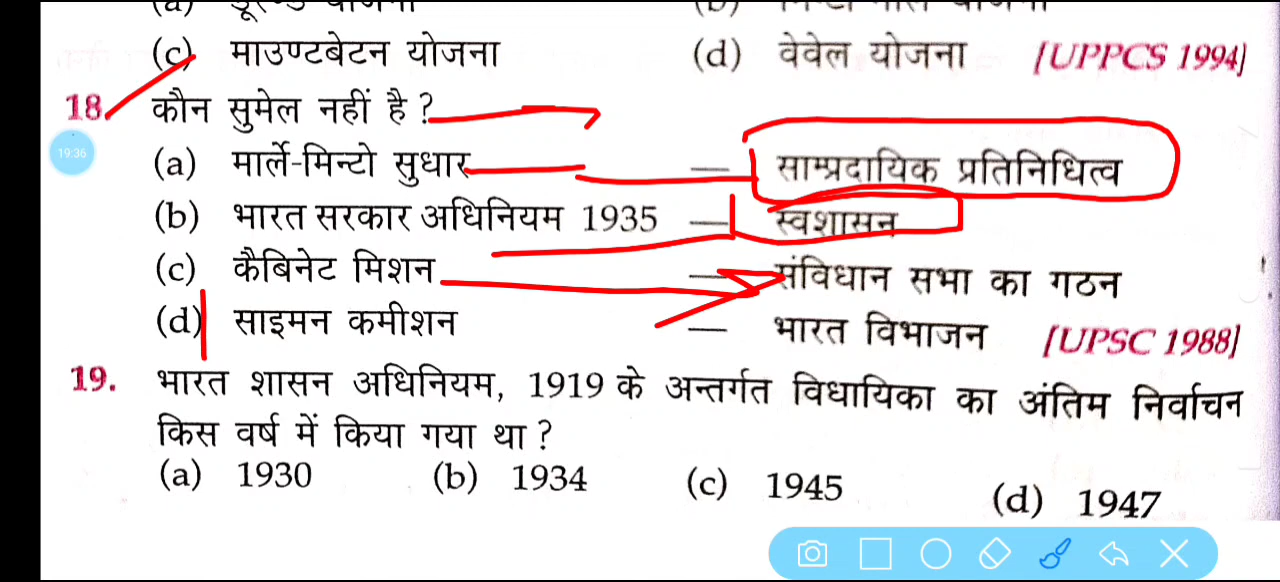 (c) माउण्टबेटन योजना (d) वेवेल योजना [UPPCS 1994]
18. कौन सुमेल नहीं है ?
19:36
(a) मार्ले-मिन्टो सुधार — साम्प्रदायिक प्रतिनिधित्व
(b) भारत सरकार अधिनियम 1935 — स्वशासन
(c) कैबिनेट मिशन — संविधान सभा का गठन
(d) साइमन कमीशन — भारत विभाजन [UPSC 1988]
19. भारत शासन अधिनियम, 1919 के अन्तर्गत विधायिका का अंतिम निर्वाचन
किस वर्ष में किया गया था ?
(a) 1930 (b) 1934 (c) 1945 (d) 1947